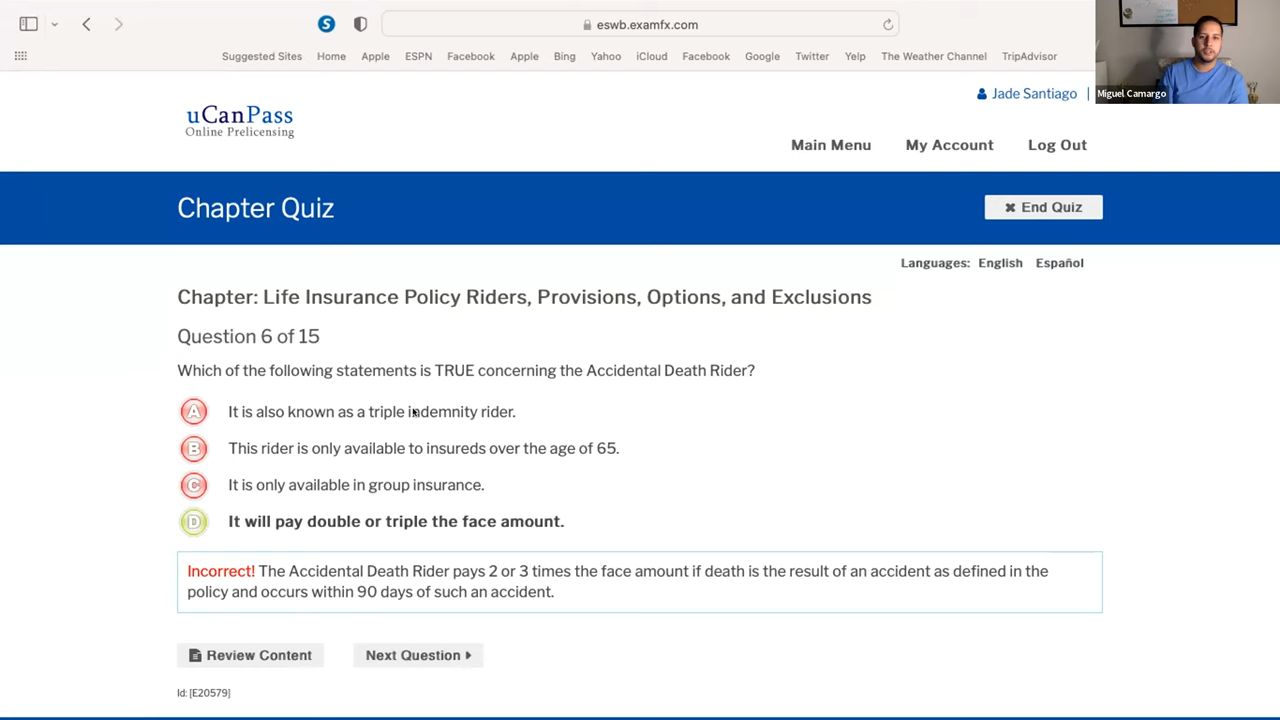 S
eswb.examfx.com
Suggested Sites Home Apple ESPN Facebook Apple Bing Yahoo iCloud Facebook Google Twitter Yelp The Weather Channel TripAdvisor
Miguel Camargo
Jade Santiago |
uCanPass
Online Prelicensing
Main Menu My Account Log Out
Chapter Quiz
✖ End Quiz
Languages: English Español
Chapter: Life Insurance Policy Riders, Provisions, Options, and Exclusions
Question 6 of 15
Which of the following statements is TRUE concerning the Accidental Death Rider?
A It is also known as a triple indemnity rider.
B This rider is only available to insureds over the age of 65.
C It is only available in group insurance.
D It will pay double or triple the face amount.
Incorrect! The Accidental Death Rider pays 2 or 3 times the face amount if death is the result of an accident as defined in the
policy and occurs within 90 days of such an accident.
Review Content Next Question
Id: [E20579]